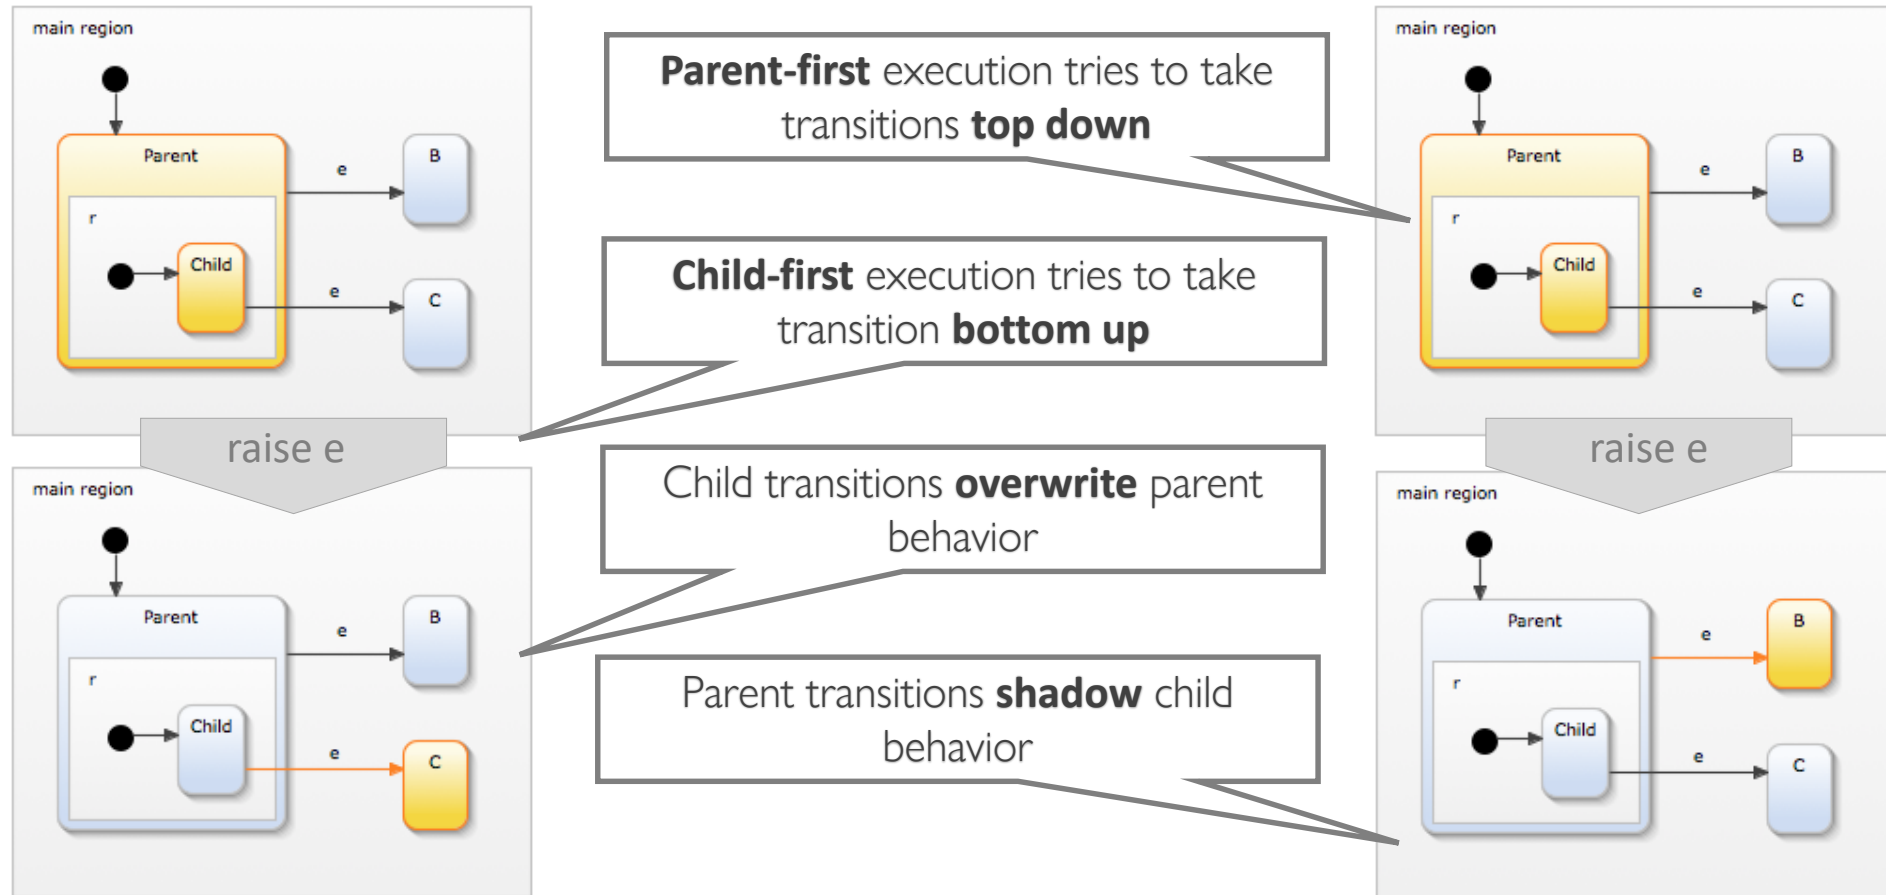 main region
Parent
e
B
r
Child
e
C
raise e
main region
Parent
e
B
r
Child
e
C
Parent-first execution tries to take
transitions top down
Child-first execution tries to take
transition bottom up
Child transitions overwrite parent
behavior
Parent transitions shadow child
behavior
main region
Parent
e
B
r
Child
e
C
raise e
main region
Parent
e
B
r
Child
e
C